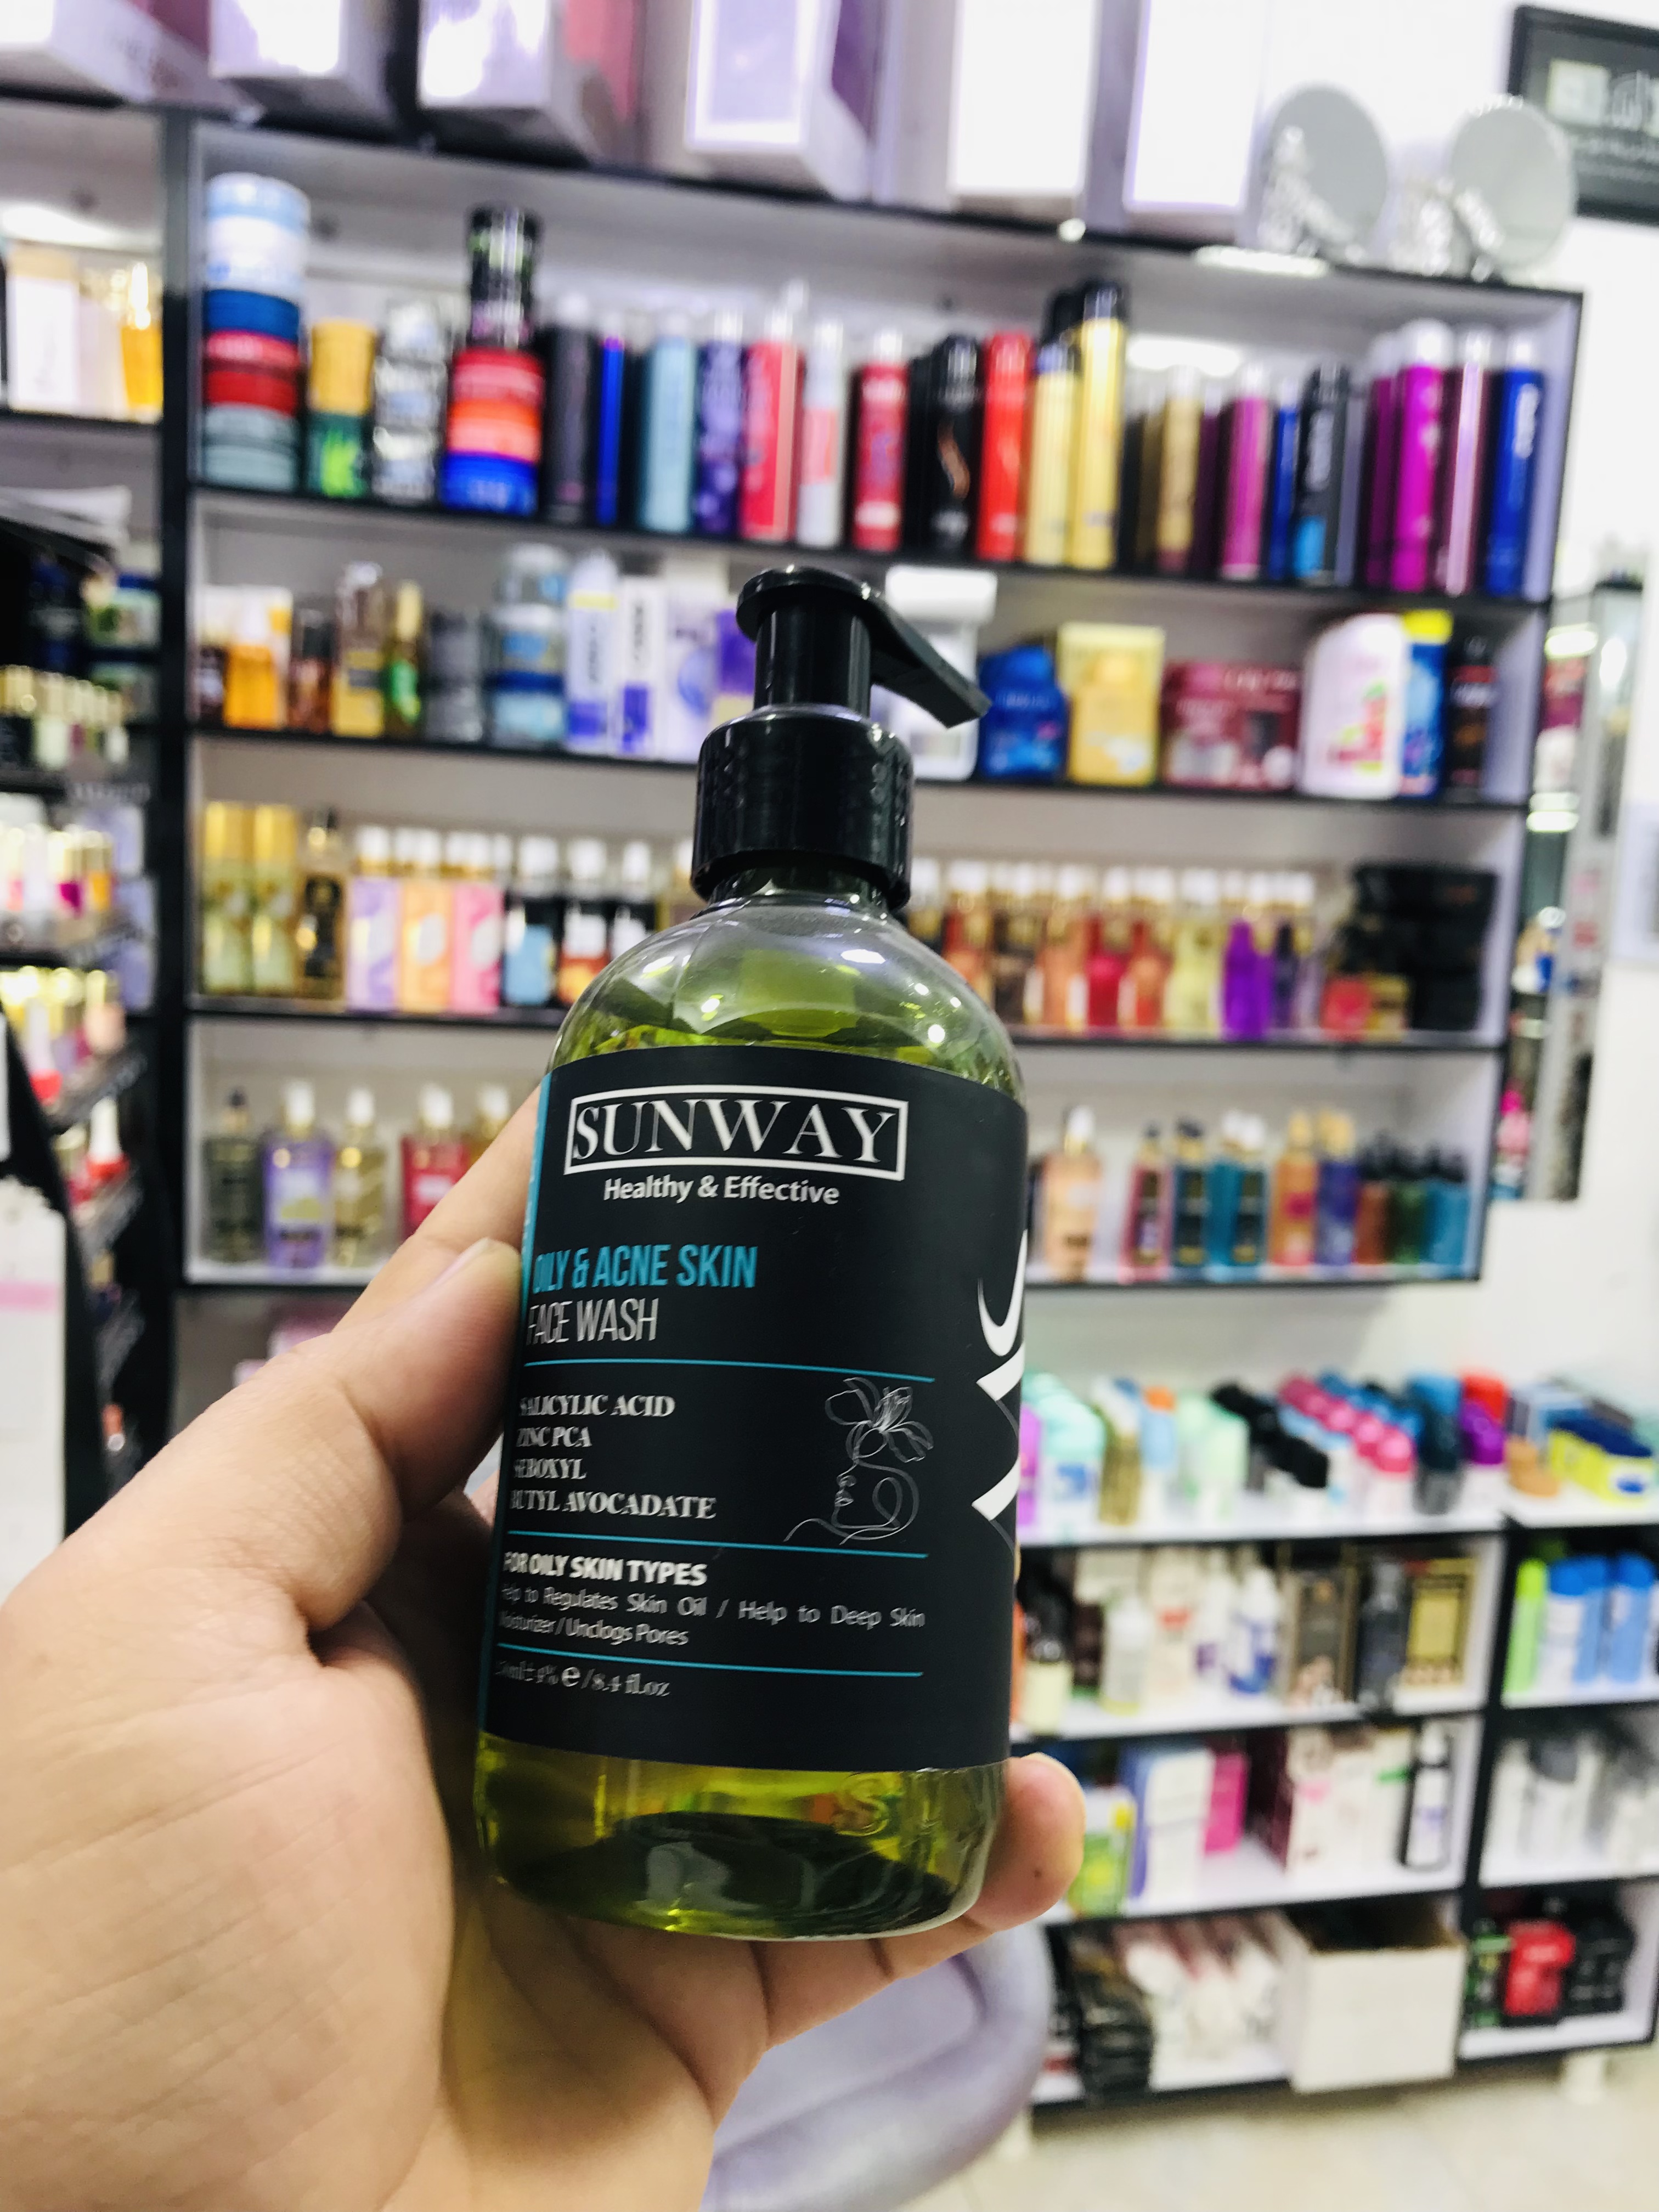 SUNWAY
Healthy & Effective
OILY & ACNE SKIN
FACE WASH
SALICYLIC ACID
ZINC PCA
SEBOXYL
BUTYL AVOCADATE
FOR OILY SKIN TYPES
Help to Regulates Skin Oil / Help to Deep Skin
Moisturizer / Unclogs Pores
℮ / 8.4 fl.oz